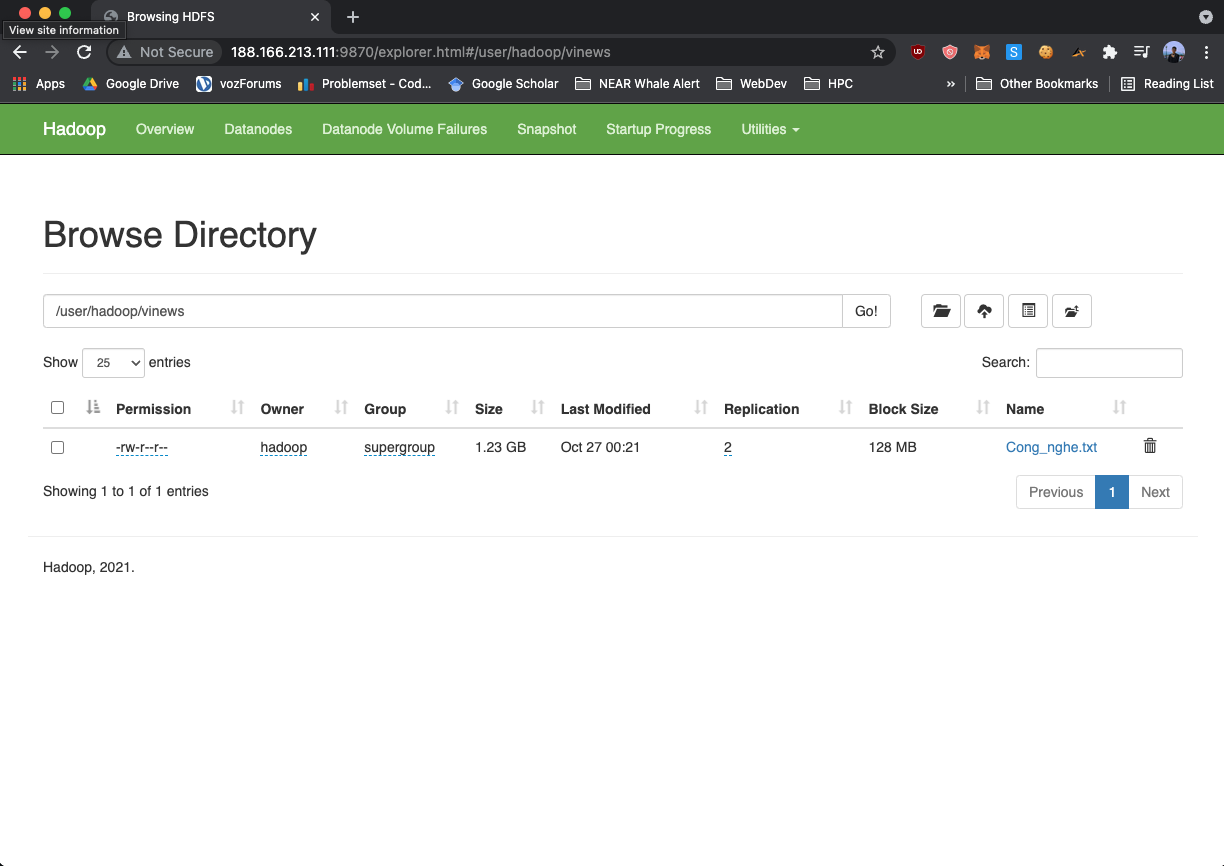 Browsing HDFS
View site information
Not Secure 188.166.213.111:9870/explorer.html#/user/hadoop/vinews
Apps Google Drive vozForums Problemset - Cod... Google Scholar NEAR Whale Alert WebDev HPC » Other Bookmarks Reading List
Hadoop Overview Datanodes Datanode Volume Failures Snapshot Startup Progress Utilities
Browse Directory
/user/hadoop/vinews Go!
Show 25 entries Search:
Permission Owner Group Size Last Modified Replication Block Size Name
-rw-r--r-- hadoop supergroup 1.23 GB Oct 27 00:21 2 128 MB Cong_nghe.txt
Showing 1 to 1 of 1 entries Previous 1 Next
Hadoop, 2021.